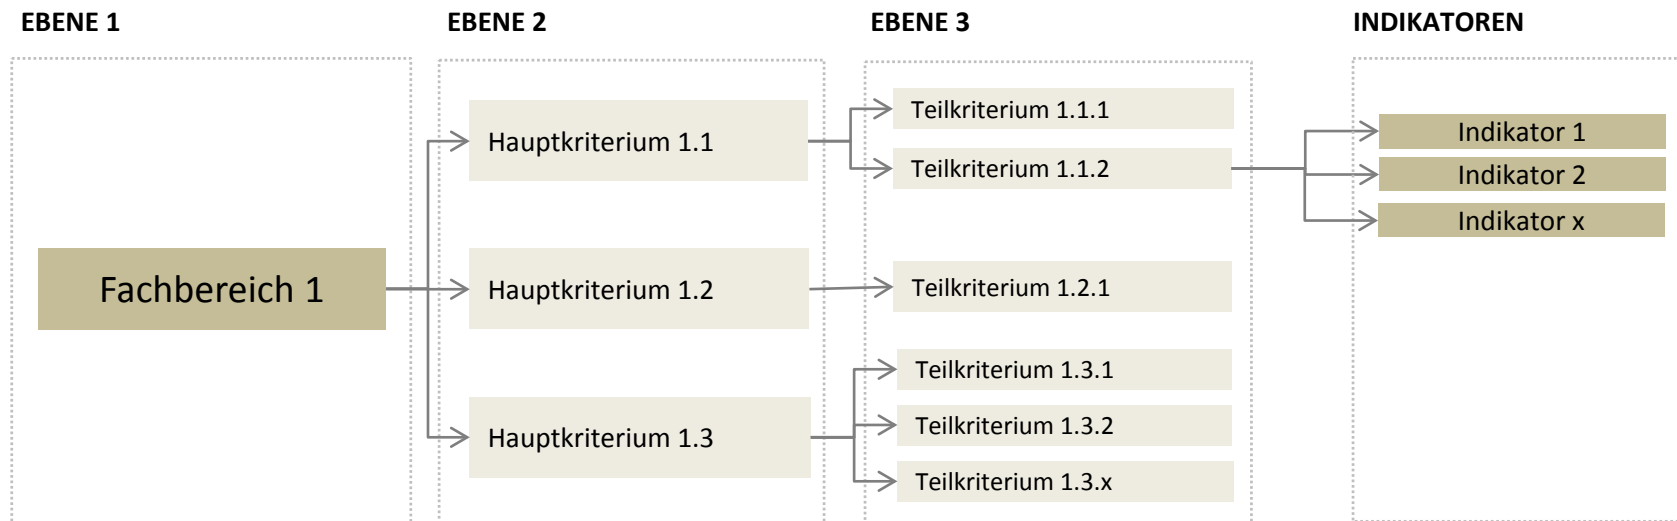 EBENE 1
EBENE 2
EBENE 3
INDIKATOREN
Fachbereich 1
Hauptkriterium 1.1
Hauptkriterium 1.2
Hauptkriterium 1.3
Teilkriterium 1.1.1
Teilkriterium 1.1.2
Teilkriterium 1.2.1
Teilkriterium 1.3.1
Teilkriterium 1.3.2
Teilkriterium 1.3.x
Indikator 1
Indikator 2
Indikator x